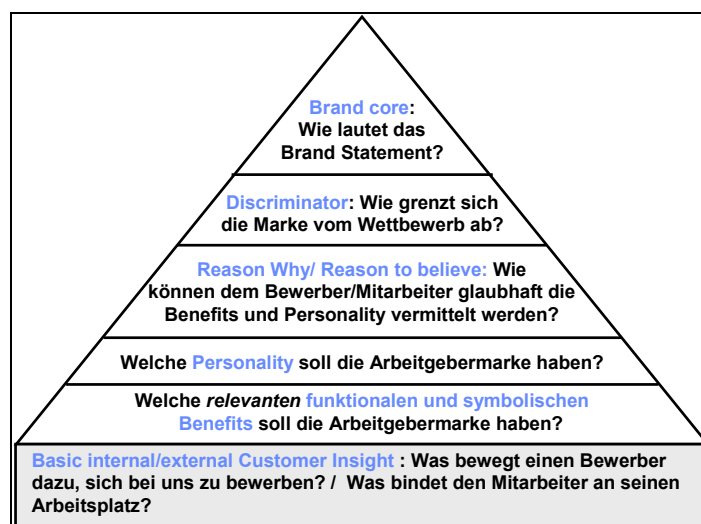 Brand core:
Wie lautet das
Brand Statement?
Discriminator: Wie grenzt sich
die Marke vom Wettbewerb ab?
Reason Why/ Reason to believe: Wie
können dem Bewerber/Mitarbeiter glaubhaft die
Benefits und Personality vermittelt werden?
Welche Personality soll die Arbeitgebermarke haben?
Welche relevanten funktionalen und symbolischen
Benefits soll die Arbeitgebermarke haben?
Basic internal/external Customer Insight : Was bewegt einen Bewerber
dazu, sich bei uns zu bewerben? / Was bindet den Mitarbeiter an seinen
Arbeitsplatz?